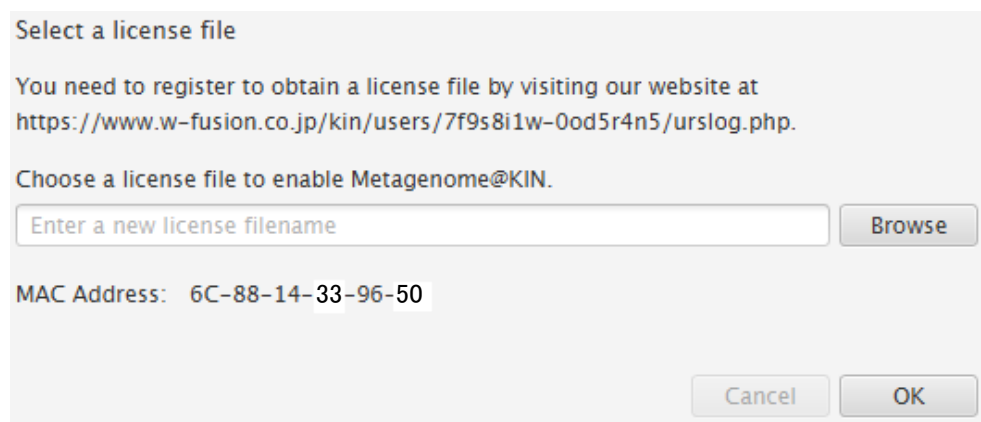 Select a license file
You need to register to obtain a license file by visiting our website at
https://www.w-fusion.co.jp/kin/users/7f9s8i1w-0od5r4n5/urslog.php.
Choose a license file to enable Metagenome@KIN.
Enter a new license filename
Browse
MAC Address: 6C-88-14-33-96-50
Cancel
OK